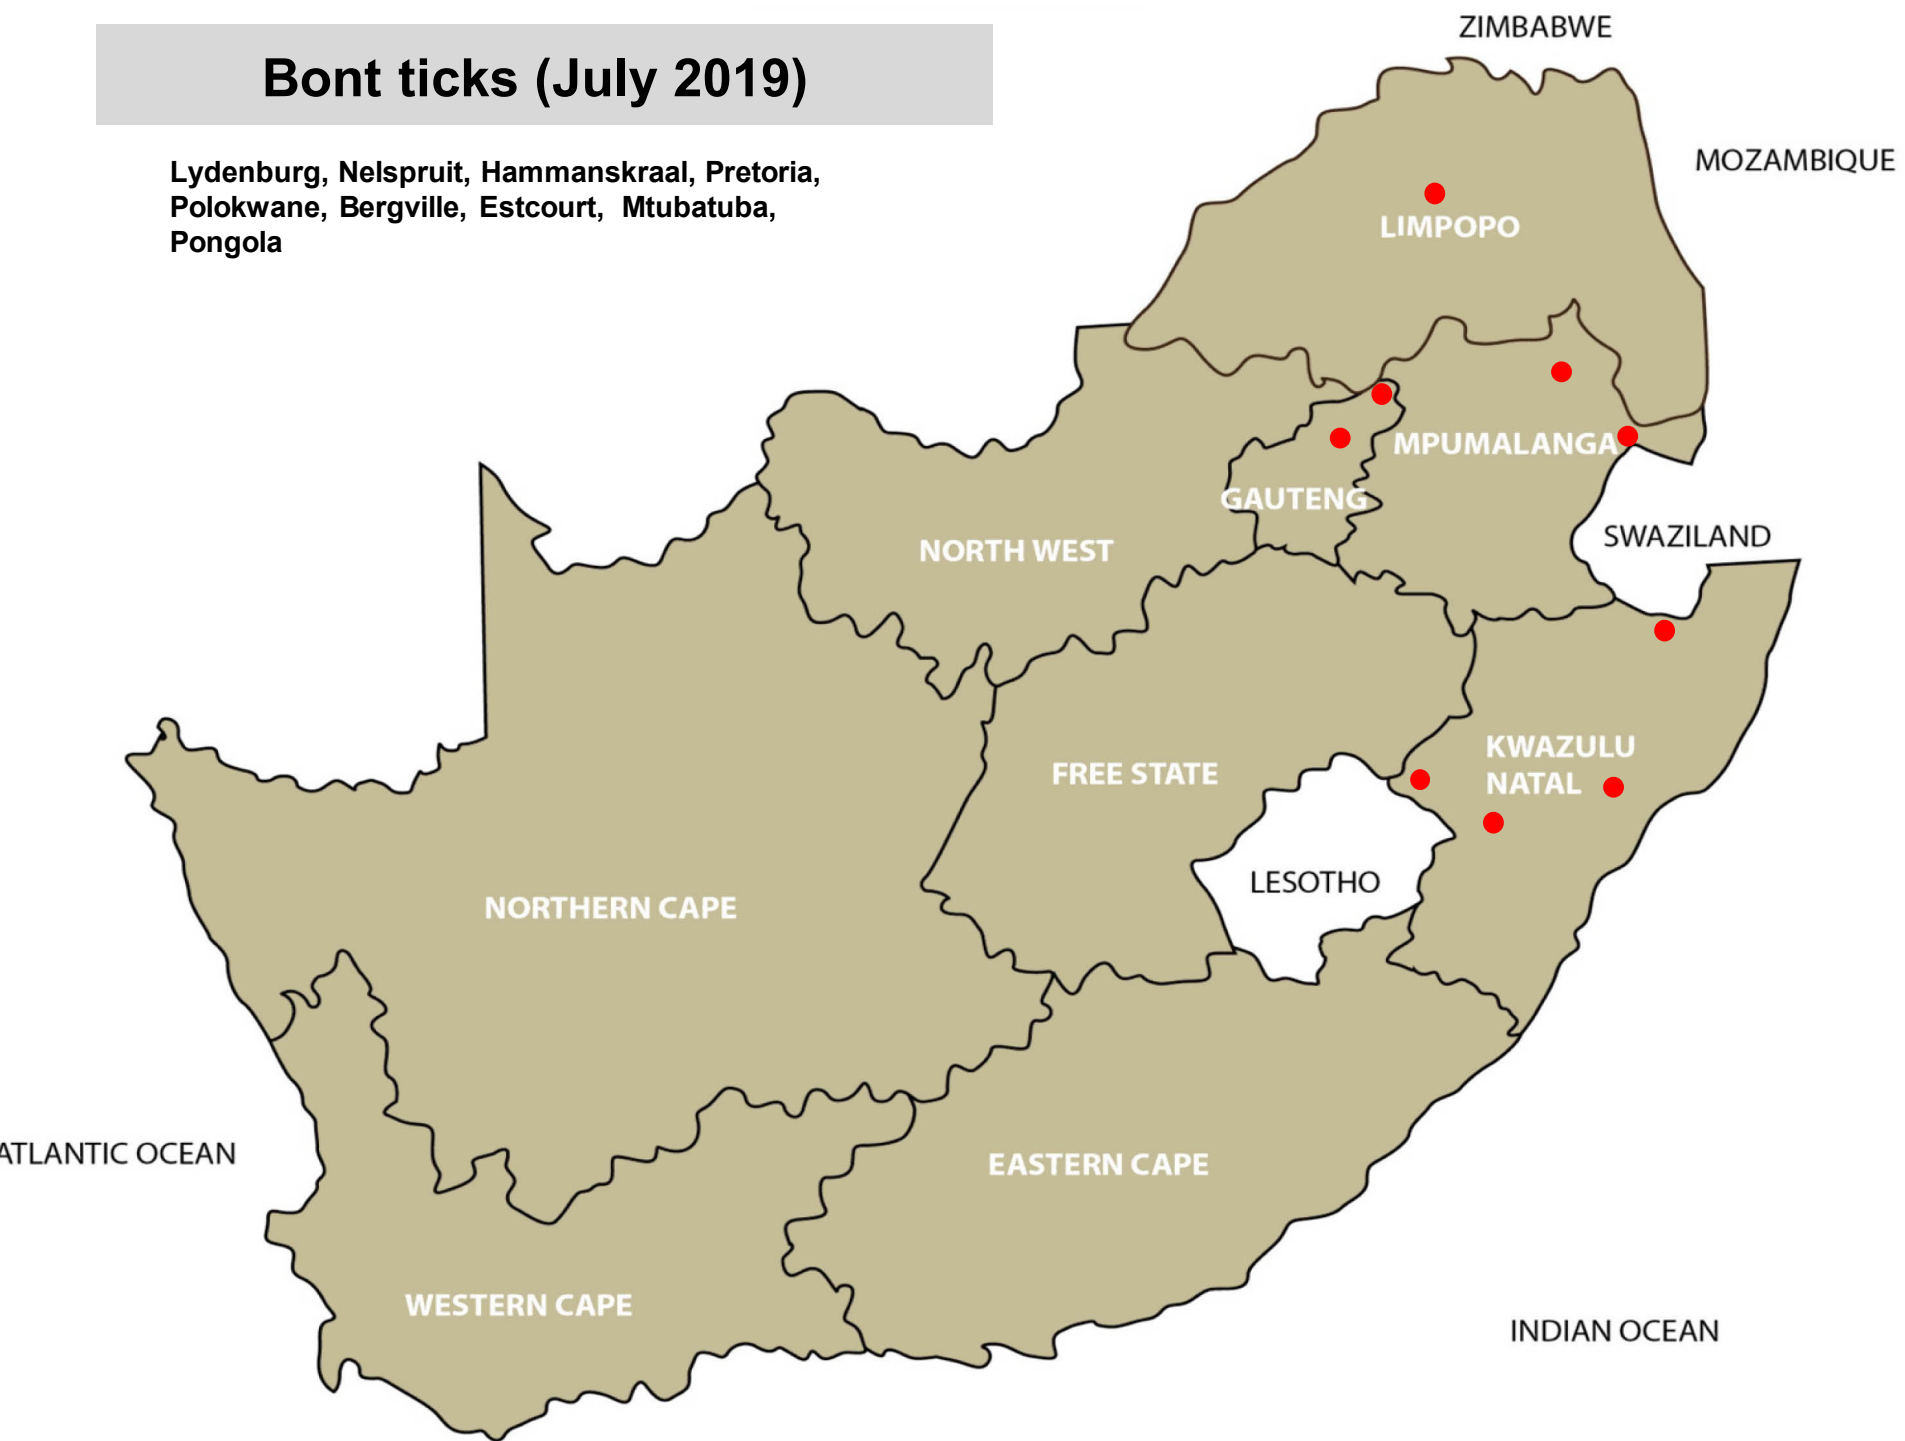 Bont ticks (July 2019)
Lydenburg, Nelspruit, Hammanskraal, Pretoria,
Polokwane, Bergville, Estcourt, Mtubatuba,
Pongola
ZIMBABWE
MOZAMBIQUE
LIMPOPO
MPUMALANGA
GAUTENG
SWAZILAND
NORTH WEST
KWAZULU
NATAL
FREE STATE
LESOTHO
NORTHERN CAPE
ATLANTIC OCEAN
EASTERN CAPE
WESTERN CAPE
INDIAN OCEAN